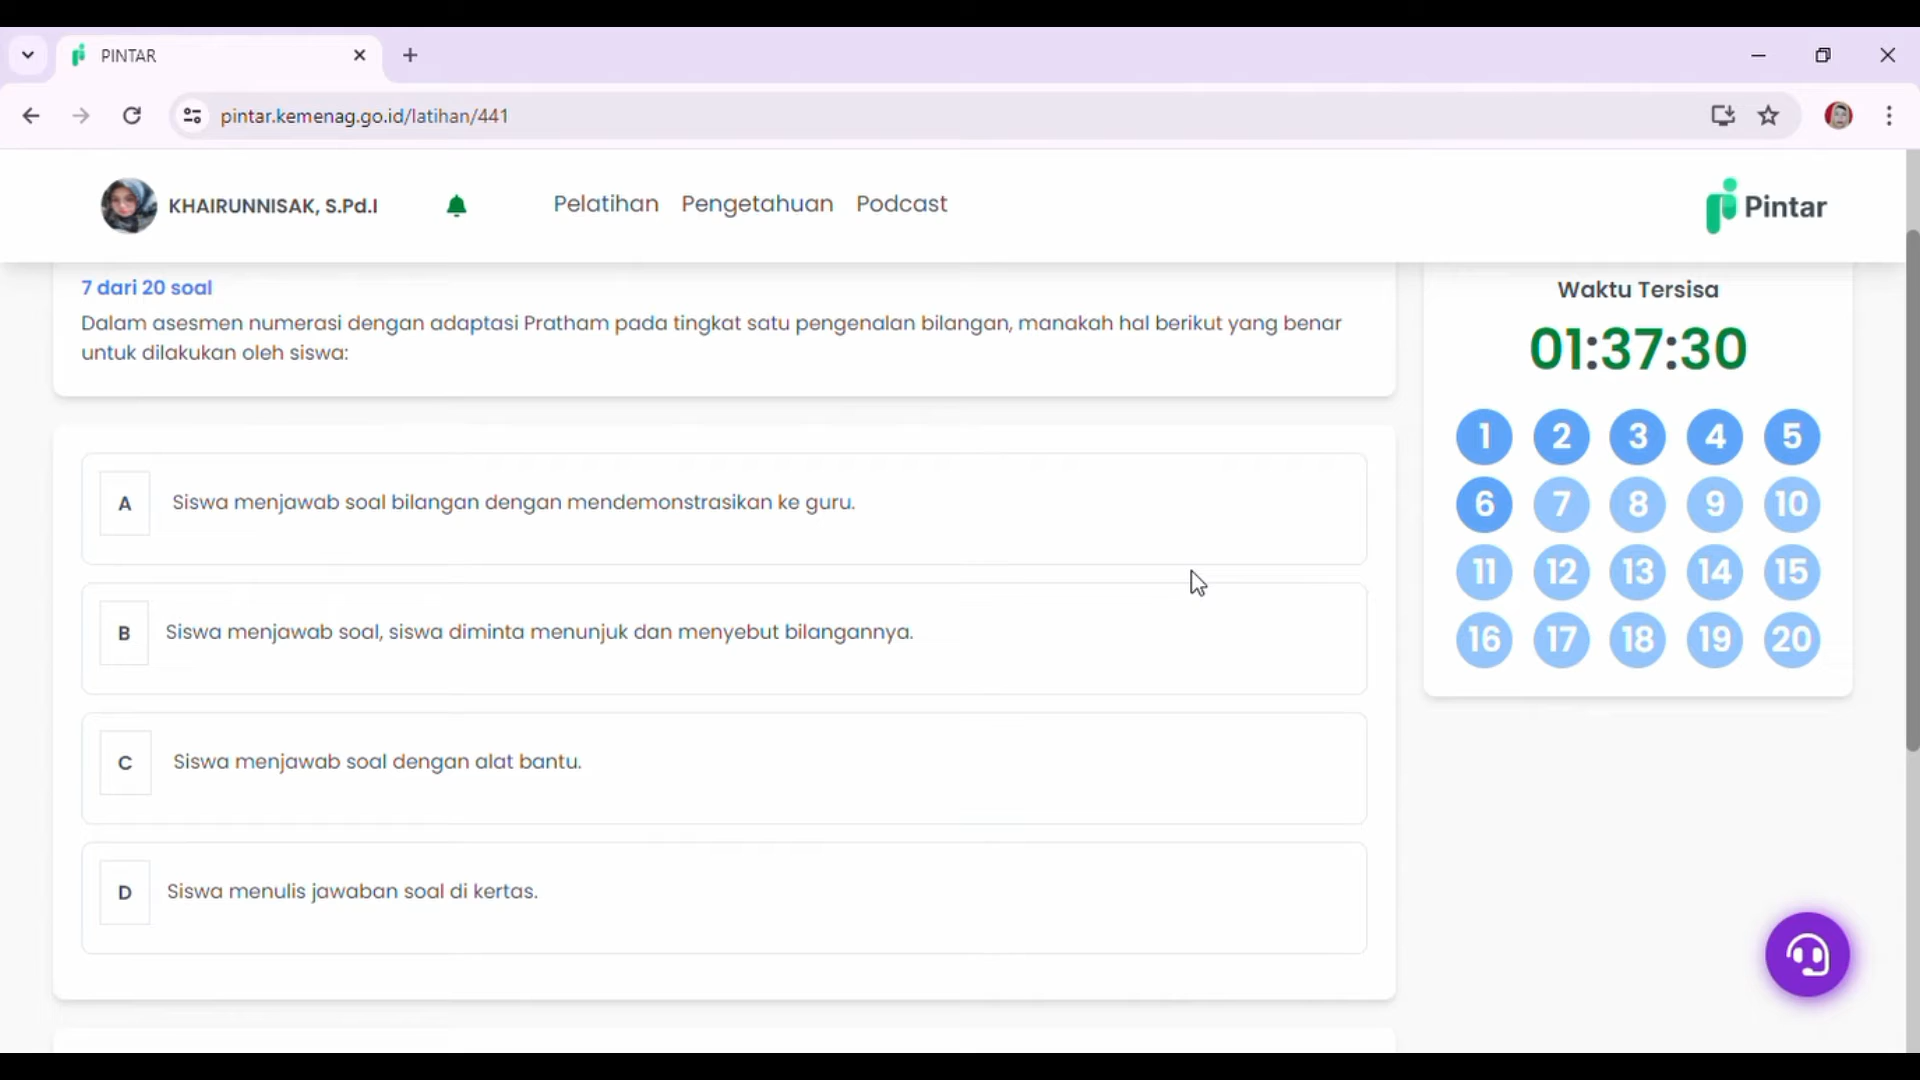 PINTAR
pintar.kemenag.go.id/latihan/441
KHAIRUNNISAK, S.Pd.I
Pelatihan
Pengetahuan
Podcast
Pintar
7 dari 20 soal
Dalam asesmen numerasi dengan adaptasi Pratham pada tingkat satu pengenalan bilangan, manakah hal berikut yang benar
untuk dilakukan oleh siswa:
A
Siswa menjawab soal bilangan dengan mendemonstrasikan ke guru.
B
Siswa menjawab soal, siswa diminta menunjuk dan menyebut bilangannya.
C
Siswa menjawab soal dengan alat bantu.
D
Siswa menulis jawaban soal di kertas.
Waktu Tersisa
01:37:30
1 2 3 4 5
6 7 8 9 10
11 12 13 14 15
16 17 18 19 20